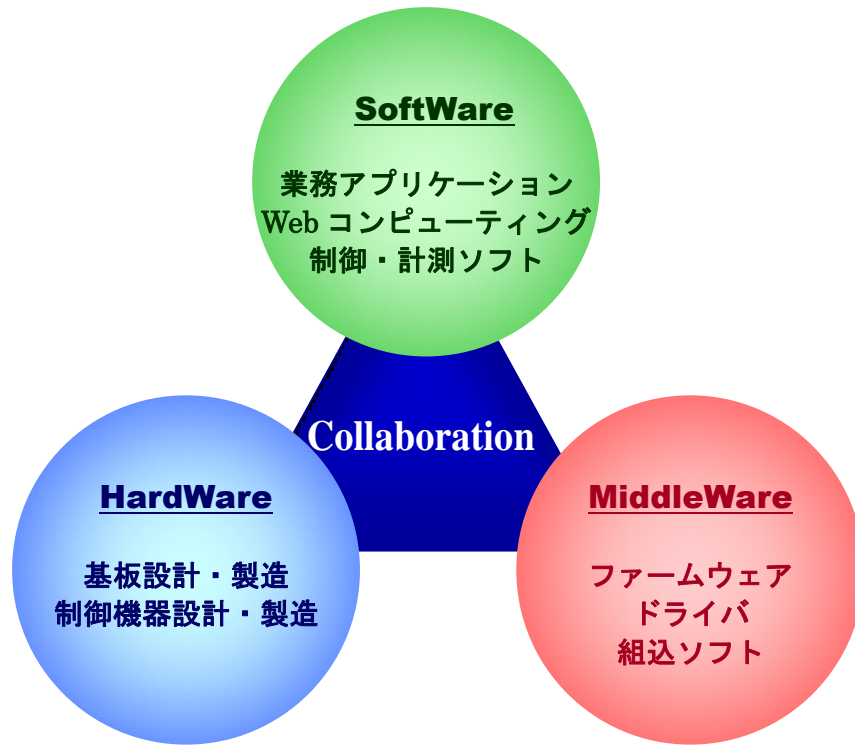 SoftWare
業務アプリケーション
Web コンピューティング
制御・計測ソフト
Collaboration
HardWare
基板設計・製造
制御機器設計・製造
MiddleWare
ファームウェア
ドライバ
組込ソフト